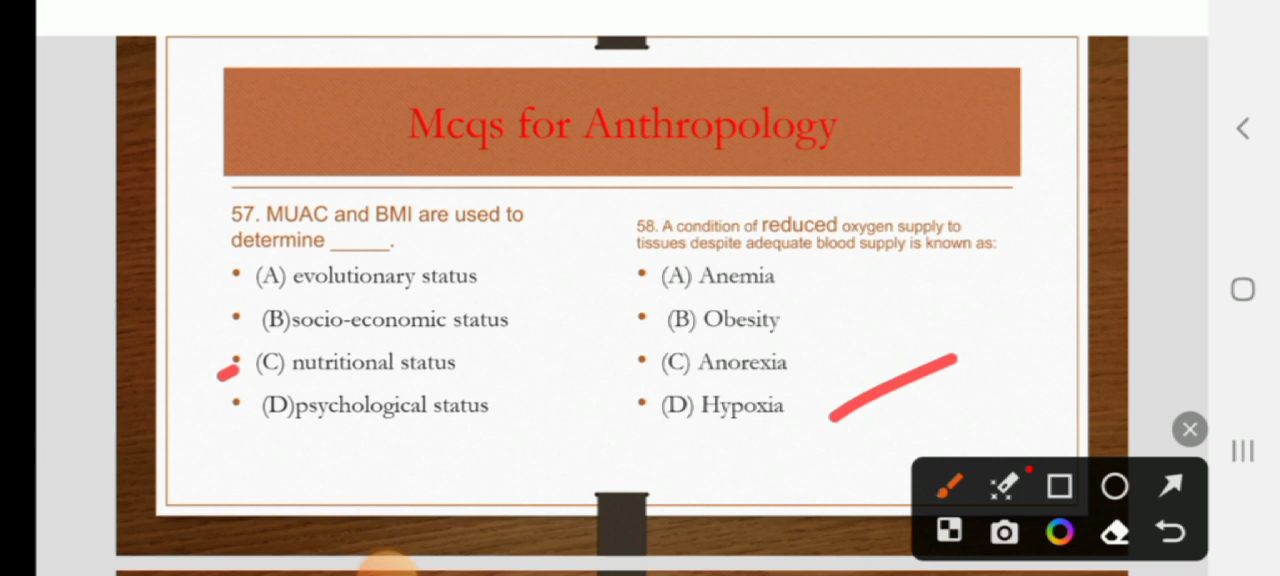 Mcqs for Anthropology
57. MUAC and BMI are used to
determine _____.
• (A) evolutionary status
• (B)socio-economic status
• (C) nutritional status
• (D)psychological status
58. A condition of reduced oxygen supply to
tissues despite adequate blood supply is known as:
• (A) Anemia
• (B) Obesity
• (C) Anorexia
• (D) Hypoxia